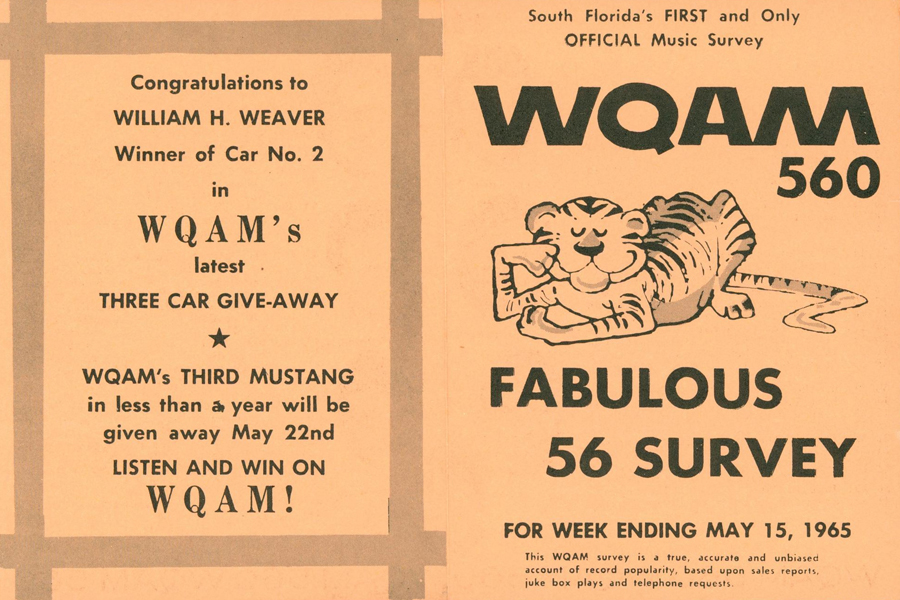 Congratulations to
WILLIAM H. WEAVER
Winner of Car No. 2
in
WQAM's
latest
THREE CAR GIVE-AWAY
★
WQAM's THIRD MUSTANG
in less than a year will be
given away May 22nd
LISTEN AND WIN ON
WQAM!
South Florida's FIRST and Only
OFFICIAL Music Survey
WQAM
560
FABULOUS
56 SURVEY
FOR WEEK ENDING MAY 15, 1965
This WQAM survey is a true, accurate and unbiased
account of record popularity, based upon sales reports,
juke box plays and telephone requests.